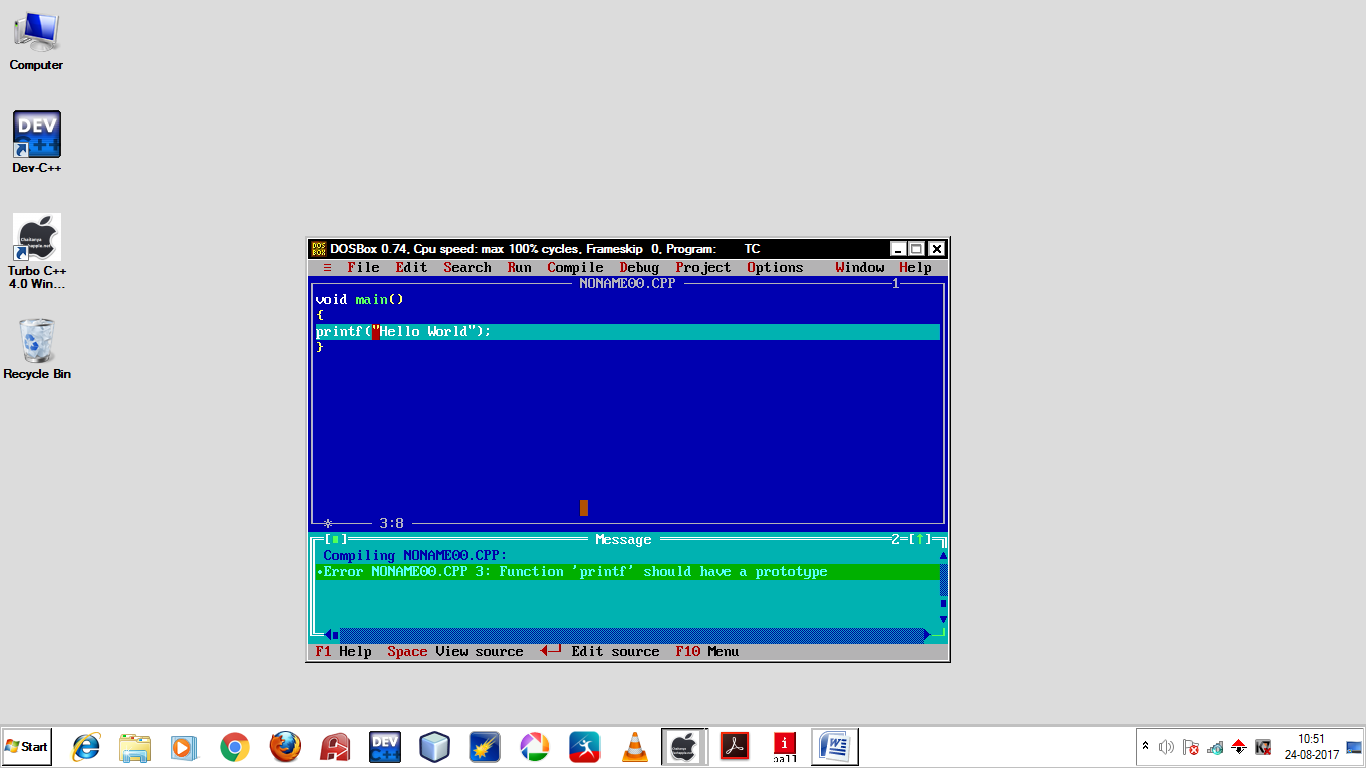 Computer
DEV
C++
Dev-C++
Turbo C++
4.0 Win...
Recycle Bin
DOSBox 0.74, Cpu speed: max 100% cycles, Frameskip 0, Program: TC
≡ File Edit Search Run Compile Debug Project Options Window Help
NONAME00.CPP 1
void main()
{
printf("Hello World");
}
3:8
Message 2
Compiling NONAME00.CPP:
•Error NONAME00.CPP 3: Function 'printf' should have a prototype
F1 Help Space View source ←┘ Edit source F10 Menu
Start
DEV
C++
i
ball
W
10:51
24-08-2017